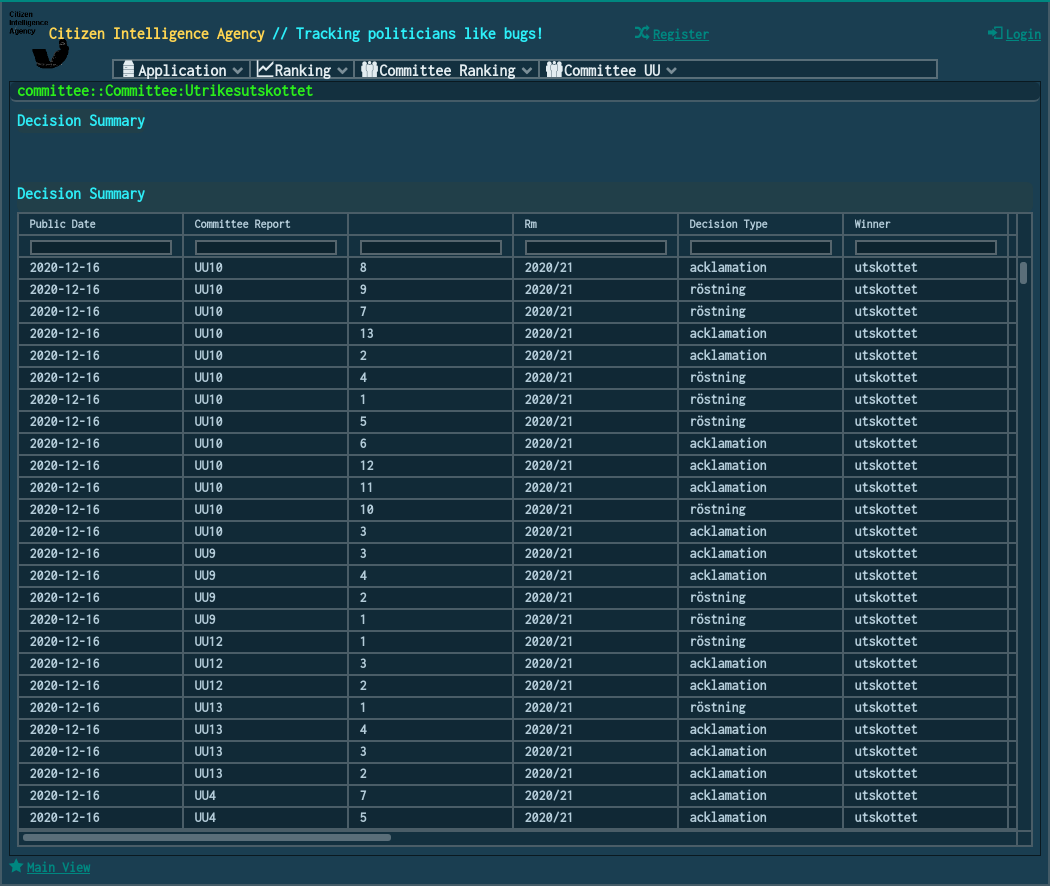 Citizen
Intelligence
Agency
Citizen Intelligence Agency // Tracking politicians like bugs!
Register
Login
Application Ranking Committee Ranking Committee UU
committee::Committee:Utrikesutskottet
Decision Summary
Decision Summary
Public Date Committee Report Rm Decision Type Winner
2020-12-16 UU10 8 2020/21 acklamation utskottet
2020-12-16 UU10 9 2020/21 röstning utskottet
2020-12-16 UU10 7 2020/21 röstning utskottet
2020-12-16 UU10 13 2020/21 acklamation utskottet
2020-12-16 UU10 2 2020/21 acklamation utskottet
2020-12-16 UU10 4 2020/21 röstning utskottet
2020-12-16 UU10 1 2020/21 röstning utskottet
2020-12-16 UU10 5 2020/21 röstning utskottet
2020-12-16 UU10 6 2020/21 acklamation utskottet
2020-12-16 UU10 12 2020/21 acklamation utskottet
2020-12-16 UU10 11 2020/21 acklamation utskottet
2020-12-16 UU10 10 2020/21 röstning utskottet
2020-12-16 UU10 3 2020/21 acklamation utskottet
2020-12-16 UU9 3 2020/21 acklamation utskottet
2020-12-16 UU9 4 2020/21 acklamation utskottet
2020-12-16 UU9 2 2020/21 röstning utskottet
2020-12-16 UU9 1 2020/21 röstning utskottet
2020-12-16 UU12 1 2020/21 röstning utskottet
2020-12-16 UU12 3 2020/21 acklamation utskottet
2020-12-16 UU12 2 2020/21 acklamation utskottet
2020-12-16 UU13 1 2020/21 röstning utskottet
2020-12-16 UU13 4 2020/21 acklamation utskottet
2020-12-16 UU13 3 2020/21 acklamation utskottet
2020-12-16 UU13 2 2020/21 acklamation utskottet
2020-12-16 UU4 7 2020/21 acklamation utskottet
2020-12-16 UU4 5 2020/21 acklamation utskottet
Main View